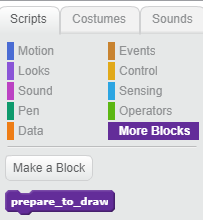 Scripts Costumes Sounds
Motion Events
Looks Control
Sound Sensing
Pen Operators
Data More Blocks
Make a Block
prepare_to_draw